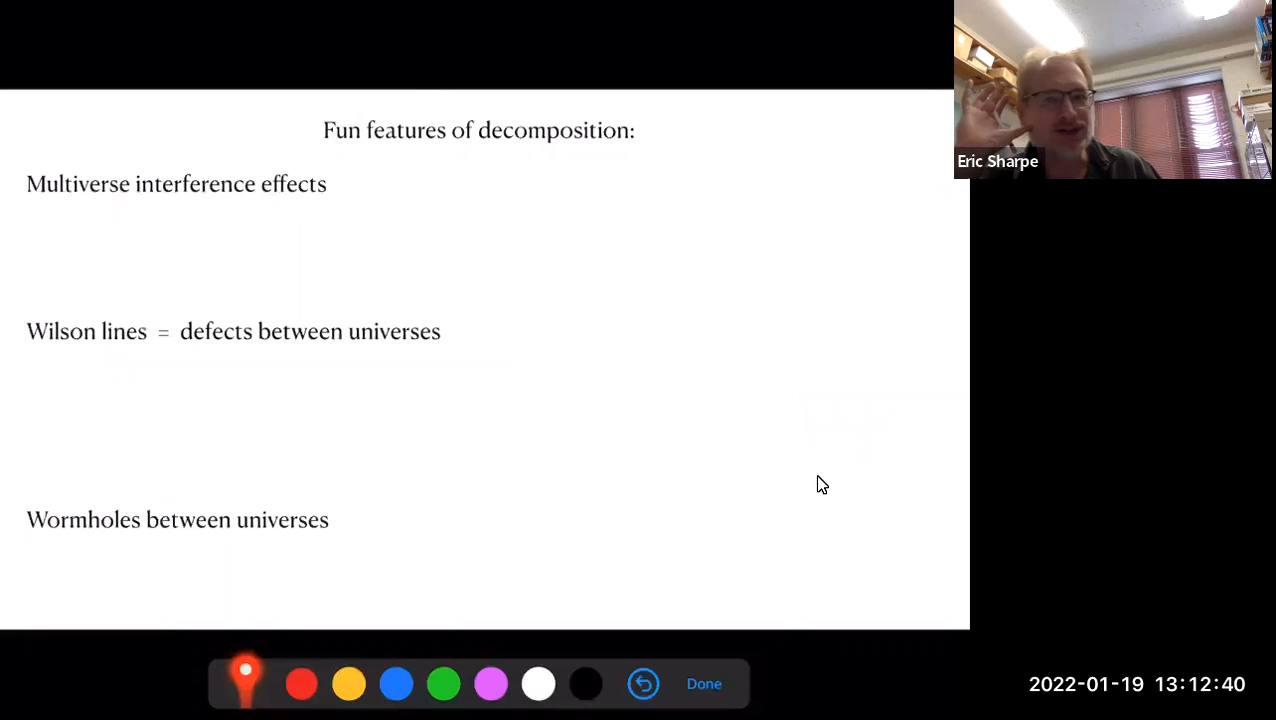 Fun features of decomposition:
Multiverse interference effects
Eric Sharpe
Wilson lines = defects between universes
Wormholes between universes
Done
2022-01-19 13:12:40